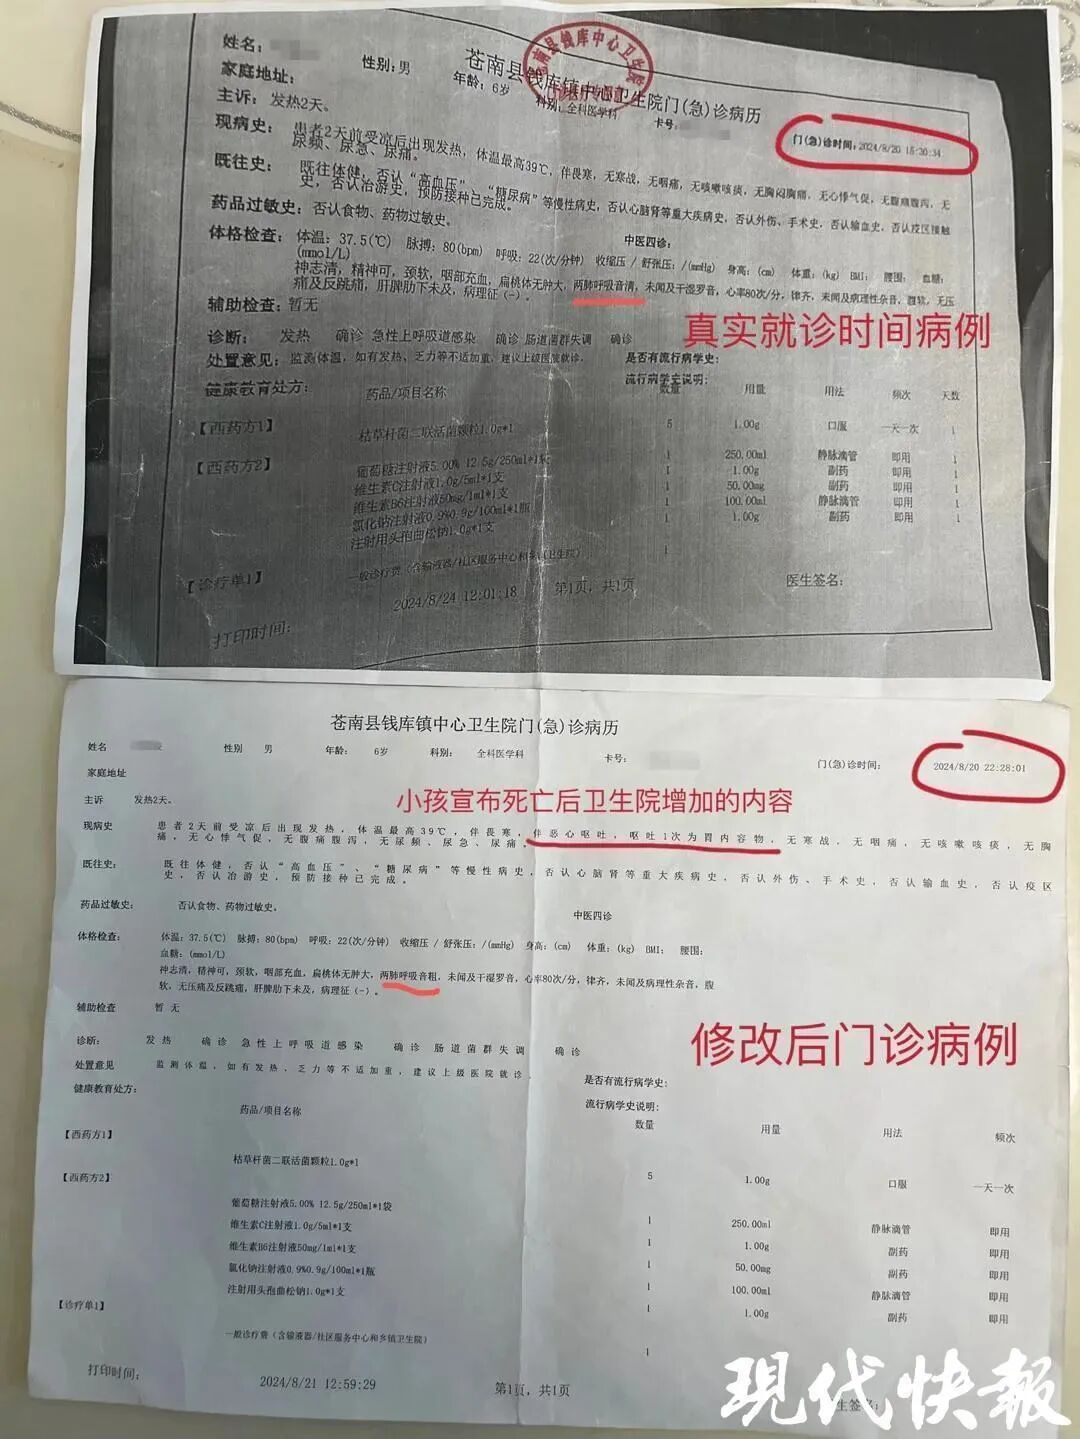 姓名:
性别:男
苍南县钱库镇中心卫生院门(急)诊病历
年龄:6岁
科别:全科医学科
卡号:
家庭地址:
门(急)诊时间:2024/8/20 15:20:34
主诉:发热2天。
现病史:患者2天前受凉后出现发热,体温最高39℃,伴畏寒,无寒战,无咽痛,无咳嗽咳痰,无胸闷胸痛,无心悸气促,无腹痛腹泻,无
尿频、尿急、尿痛。
既往史:既往体健,否认“高血压”、“糖尿病”等慢性病史,否认心脑肾等重大疾病史,否认外伤、手术史,否认输血史,否认疫区接触
史,否认冶游史,预防接种已完成。
药品过敏史:否认食物、药物过敏史。
中医四诊:
体格检查:体温:37.5(℃) 脉搏:80(bpm) 呼吸:22(次/分钟) 收缩压/舒张压:/(mmHg) 身高:(cm) 体重:(kg) BMI: 腰围: 血糖:
(mmol/L)
神志清,精神可,颈软,咽部充血,扁桃体无肿大,两肺呼吸音清,未闻及干湿罗音,心率80次/分,律齐,未闻及病理性杂音,腹软,无压
痛及反跳痛,肝脾肋下未及,病理征(-)。
辅助检查:暂无
真实就诊时间病例
诊断: 发热 确诊 急性上呼吸道感染 确诊 肠道菌群失调 确诊
处置意见:监测体温,如有发热、乏力等不适加重,建议上级医院就诊。
是否有流行病学史:
流行病学史说明:
健康教育处方:
药品/项目名称 数量 用量 用法 频次 天数
【西药方1】
枯草杆菌二联活菌颗粒1.0g*1 5 1.00g 口服 一天一次 1
【西药方2】
葡萄糖注射液5.00% 12.5g/250ml*1袋 1 250.00ml 静脉滴管 即用 1
维生素C注射液1.0g/5ml*1支 1 1.00g 副药 即用 1
维生素B6注射液50mg/1ml*1支 1 50.00mg 副药 即用 1
氯化钠注射液0.9%0.9g/100ml*1瓶 1 100.00ml 静脉滴管 即用 1
注射用头孢曲松钠1.0g*1支 1 1.00g 副药 即用 1
【诊疗单1】
一般诊疗费(含输液器/社区服务中心和乡镇卫生院) 1
打印时间: 2024/8/24 12:01:18 第1页,共1页 医生签名:
苍南县钱库镇中心卫生院门(急)诊病历
姓名 性别 男 年龄: 6岁 科别: 全科医学科 卡号: 门(急)诊时间: 2024/8/20 22:28:01
家庭地址
小孩宣布死亡后卫生院增加的内容
主诉 发热2天。
现病史 患者2天前受凉后出现发热,体温最高39℃,伴畏寒,伴恶心呕吐,呕吐1次为胃内容物,无寒战,无咽痛,无咳嗽咳痰,无胸
痛,无心悸气促,无腹痛腹泻,无尿频、尿急、尿痛。
既往史: 既往体健,否认“高血压”、“糖尿病”等慢性病史,否认心脑肾等重大疾病史,否认外伤、手术史,否认输血史,否认疫区
史,否认冶游史,预防接种已完成。
药品过敏史: 否认食物、药物过敏史。
中医四诊
体格检查: 体温:37.5(℃) 脉搏:80(bpm) 呼吸:22(次/分钟) 收缩压/舒张压:/(mmHg) 身高:(cm) 体重:(kg) BMI: 腰围:
血糖:(mmol/L)
神志清,精神可,颈软,咽部充血,扁桃体无肿大,两肺呼吸音粗,未闻及干湿罗音,心率80次/分,律齐,未闻及病理性杂音,腹
软,无压痛及反跳痛,肝脾肋下未及,病理征(-)。
辅助检查 暂无
修改后门诊病例
诊断: 发热 确诊 急性上呼吸道感染 确诊 肠道菌群失调 确诊
处置意见 监测体温,如有发热、乏力等不适加重,建议上级医院就诊。
是否有流行病学史:
健康教育处方:
流行病学史说明:
药品/项目名称 数量 用量 用法 频次
【西药方1】
枯草杆菌二联活菌颗粒1.0g*1 5 1.00g 口服 一天一次
【西药方2】
葡萄糖注射液5.00% 12.5g/250ml*1袋 1 250.00ml 静脉滴管 即用
维生素C注射液1.0g/5ml*1支 1 1.00g 副药 即用
维生素B6注射液50mg/1ml*1支 1 50.00mg 副药 即用
氯化钠注射液0.9%0.9g/100ml*1瓶 1 100.00ml 静脉滴管 即用
注射用头孢曲松钠1.0g*1支 1 1.00g 副药 即用
【诊疗单1】
一般诊疗费(含输液器/社区服务中心和乡镇卫生院) 1
打印时间: 2024/8/21 12:59:29 第1页,共1页 生签名:
现代快报